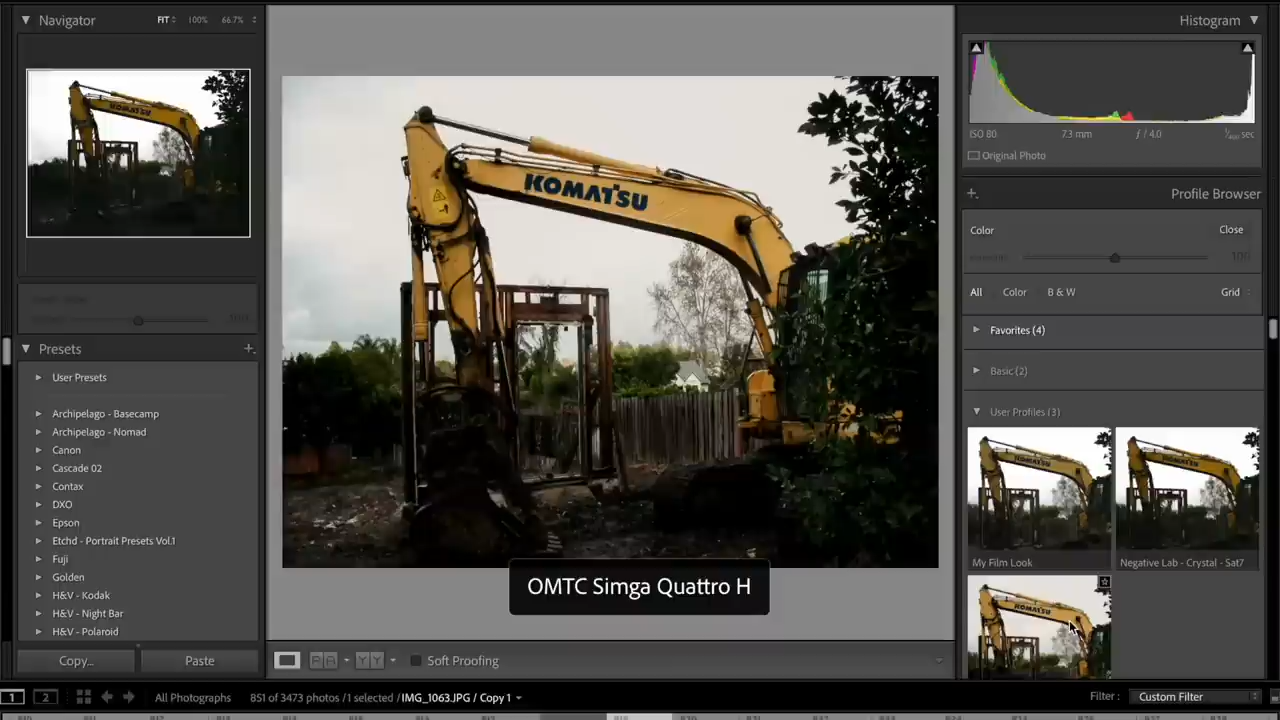 Navigator
FIT
100%
66.7%
Histogram
ISO 80
7.3 mm
ƒ / 4.0
Original Photo
Profile Browser
Color
Close
100
All
Color
B & W
Grid
Favorites (4)
Basic (2)
User Profiles (3)
My Film Look
Negative Lab - Crystal - Sat7
Presets
User Presets
Archipelago - Basecamp
Archipelago - Nomad
Canon
Cascade 02
Contax
DXO
Epson
Etchd - Portrait Presets Vol.1
Fuji
Golden
H&V - Kodak
H&V - Night Bar
H&V - Polaroid
Copy...
Paste
KOMATSU
OMTC Simga Quattro H
Soft Proofing
1
2
All Photographs
851 of 3473 photos / 1 selected / IMG_1063.JPG / Copy 1
Filter :
Custom Filter